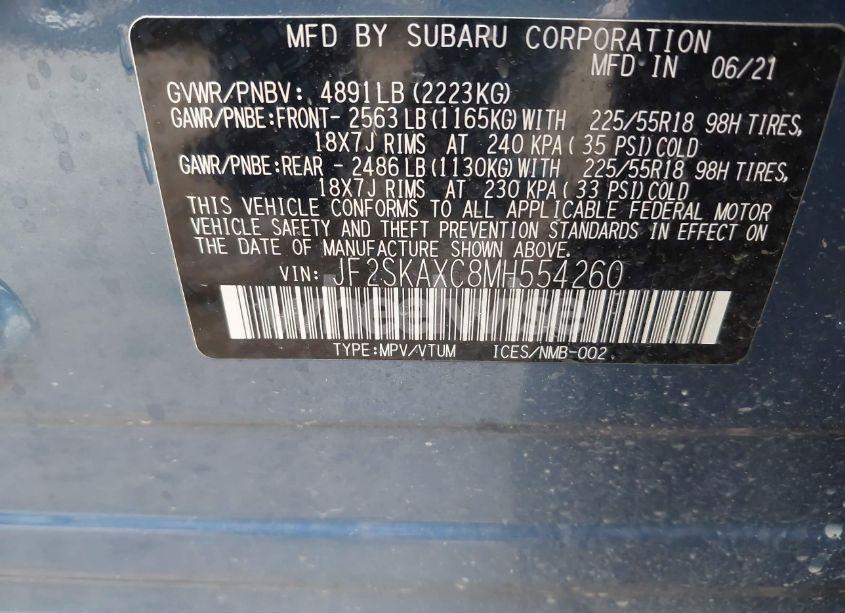 MFD BY SUBARU CORPORATION
MFD IN 06/21
GVWR/PNBV: 4891LB (2223KG)
GAWR/PNBE:FRONT- 2563 LB (1165KG) WITH 225/55R18 98H TIRES,
18X7J RIMS AT 240 KPA ( 35 PSI) COLD
GAWR/PNBE:REAR - 2486 LB (1130KG) WITH 225/55R18 98H TIRES,
18X7J RIMS AT 230 KPA ( 33 PSI) COLD
THIS VEHICLE CONFORMS TO ALL APPLICABLE FEDERAL MOTOR
VEHICLE SAFETY AND THEFT PREVENTION STANDARDS IN EFFECT ON
THE DATE OF MANUFACTURE SHOWN ABOVE.
VIN: JF2SKAXC8MH554260
TYPE:MPV/VTUM ICES/NMB-002